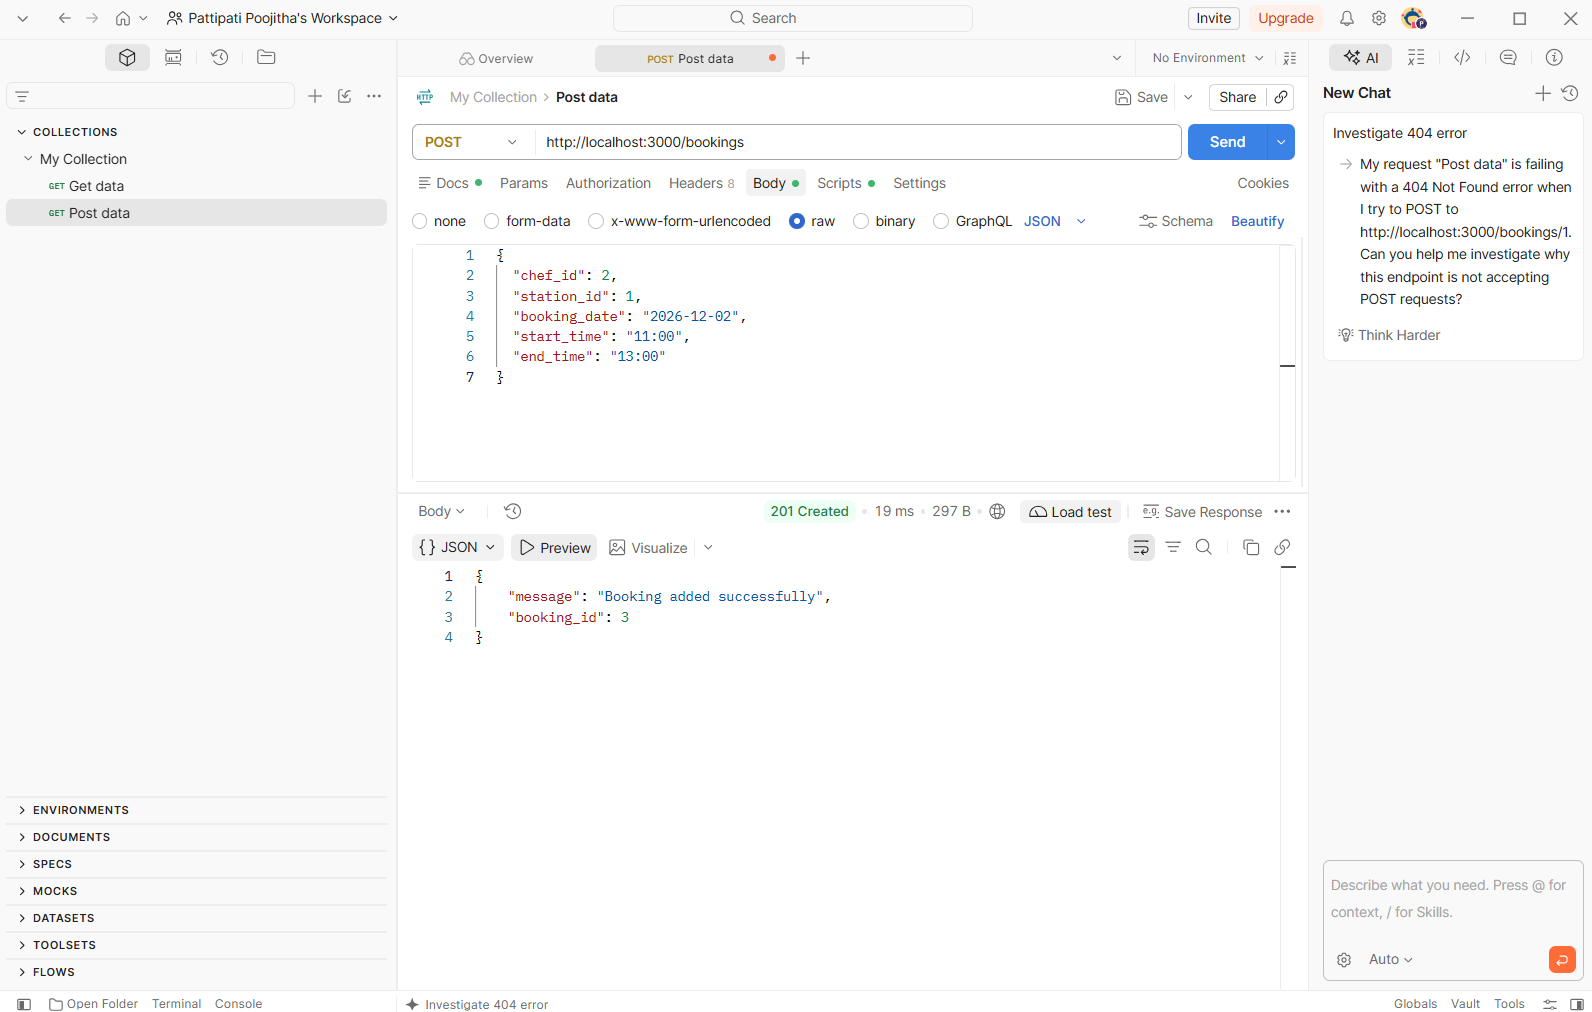 Pattipati Poojitha's Workspace
Search
Invite
Upgrade
Overview
POST Post data
No Environment
AI
COLLECTIONS
My Collection
GET Get data
GET Post data
ENVIRONMENTS
DOCUMENTS
SPECS
MOCKS
DATASETS
TOOLSETS
FLOWS
HTTP My Collection > Post data
Save
Share
POST
http://localhost:3000/bookings
Send
Docs
Params
Authorization
Headers 8
Body
Scripts
Settings
Cookies
none
form-data
x-www-form-urlencoded
raw
binary
GraphQL
JSON
Schema
Beautify
1 {
2 "chef_id": 2,
3 "station_id": 1,
4 "booking_date": "2026-12-02",
5 "start_time": "11:00",
6 "end_time": "13:00"
7 }
Body
201 Created
19 ms
297 B
Load test
e.g. Save Response
{} JSON
Preview
Visualize
1 {
2 "message": "Booking added successfully",
3 "booking_id": 3
4 }
New Chat
Investigate 404 error
My request "Post data" is failing
with a 404 Not Found error when
I try to POST to
http://localhost:3000/bookings/1.
Can you help me investigate why
this endpoint is not accepting
POST requests?
Think Harder
Describe what you need. Press @ for
context, / for Skills.
Auto
Open Folder
Terminal
Console
Investigate 404 error
Globals
Vault
Tools